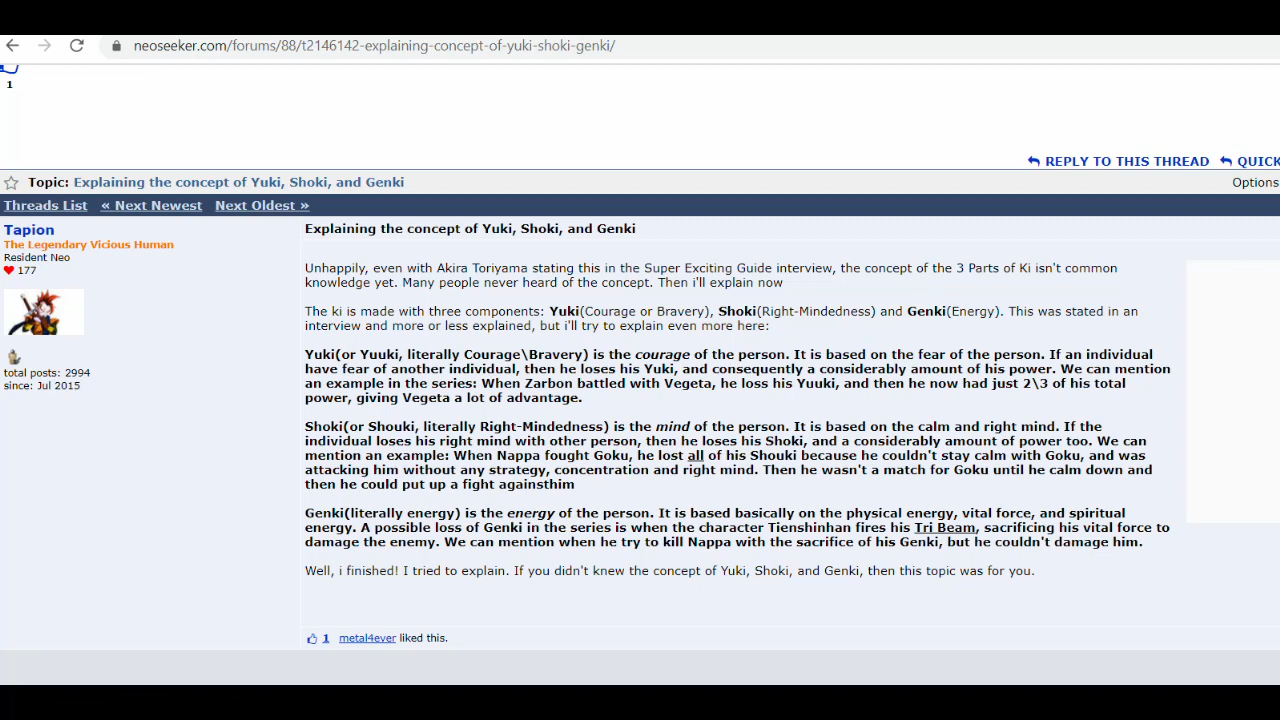 neoseeker.com/forums/88/t2146142-explaining-concept-of-yuki-shoki-genki/
1
REPLY TO THIS THREAD QUICK
Topic: Explaining the concept of Yuki, Shoki, and Genki
Options
Threads List « Next Newest Next Oldest »
Tapion
The Legendary Vicious Human
Resident Neo
177
total posts: 2994
since: Jul 2015
Explaining the concept of Yuki, Shoki, and Genki
Unhappily, even with Akira Toriyama stating this in the Super Exciting Guide interview, the concept of the 3 Parts of Ki isn't common
knowledge yet. Many people never heard of the concept. Then i'll explain now
The ki is made with three components: Yuki(Courage or Bravery), Shoki(Right-Mindedness) and Genki(Energy). This was stated in an
interview and more or less explained, but i'll try to explain even more here:
Yuki(or Yuuki, literally Courage\Bravery) is the courage of the person. It is based on the fear of the person. If an individual
have fear of another individual, then he loses his Yuki, and consequently a considerably amount of his power. We can mention
an example in the series: When Zarbon battled with Vegeta, he loss his Yuuki, and then he now had just 2\3 of his total
power, giving Vegeta a lot of advantage.
Shoki(or Shouki, literally Right-Mindedness) is the mind of the person. It is based on the calm and right mind. If the
individual loses his right mind with other person, then he loses his Shoki, and a considerably amount of power too. We can
mention an example: When Nappa fought Goku, he lost all of his Shouki because he couldn't stay calm with Goku, and was
attacking him without any strategy, concentration and right mind. Then he wasn't a match for Goku until he calm down and
then he could put up a fight againsthim
Genki(literally energy) is the energy of the person. It is based basically on the physical energy, vital force, and spiritual
energy. A possible loss of Genki in the series is when the character Tienshinhan fires his Tri Beam, sacrificing his vital force to
damage the enemy. We can mention when he try to kill Nappa with the sacrifice of his Genki, but he couldn't damage him.
Well, i finished! I tried to explain. If you didn't knew the concept of Yuki, Shoki, and Genki, then this topic was for you.
1 metal4ever liked this.